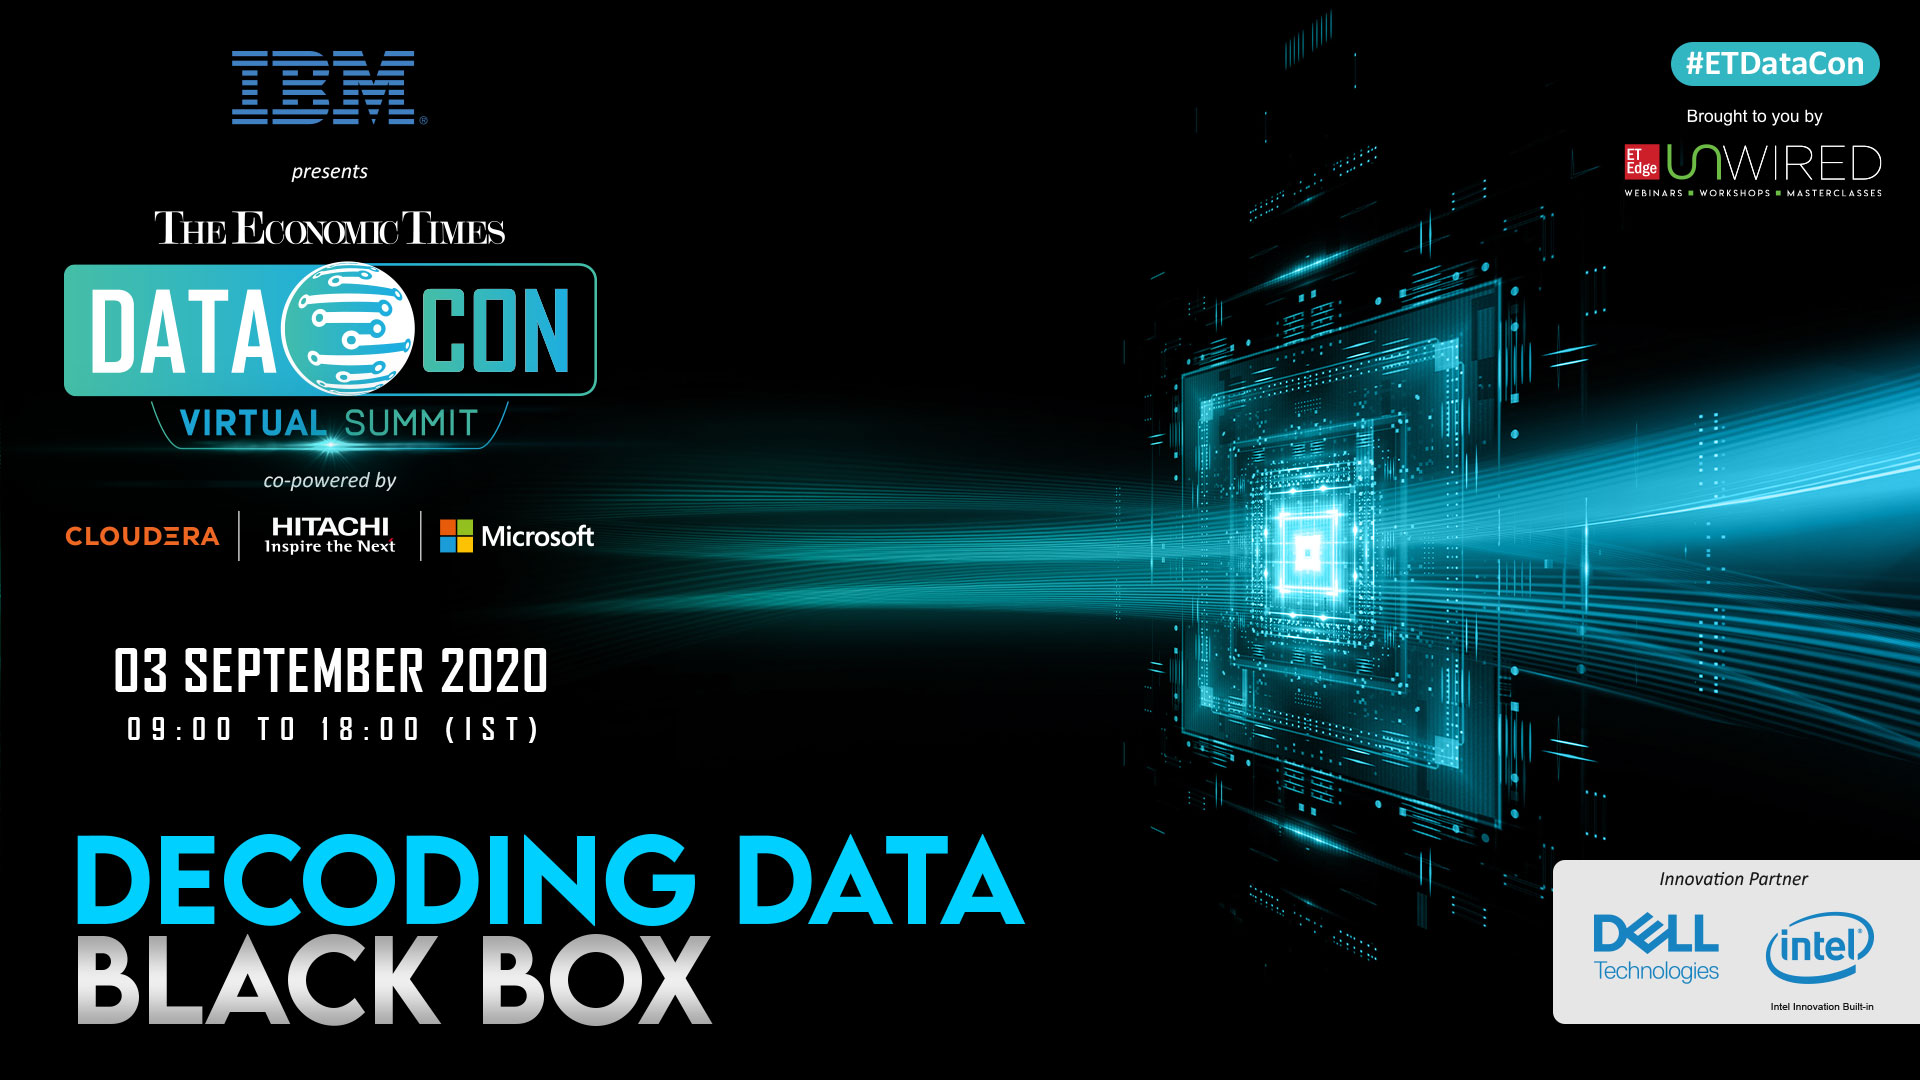 IBM®
presents
THE ECONOMIC TIMES
DATA CON
VIRTUAL SUMMIT
co-powered by
CLOUDERA
HITACHI
Inspire the Next
Microsoft
03 SEPTEMBER 2020
09:00 TO 18:00 (IST)
DECODING DATA
BLACK BOX
#ETDataCon
Brought to you by
ET
Edge
UNWIRED
WEBINARS ▪ WORKSHOPS ▪ MASTERCLASSES
Innovation Partner
DELL
Technologies
intel®
Intel Innovation Built-in